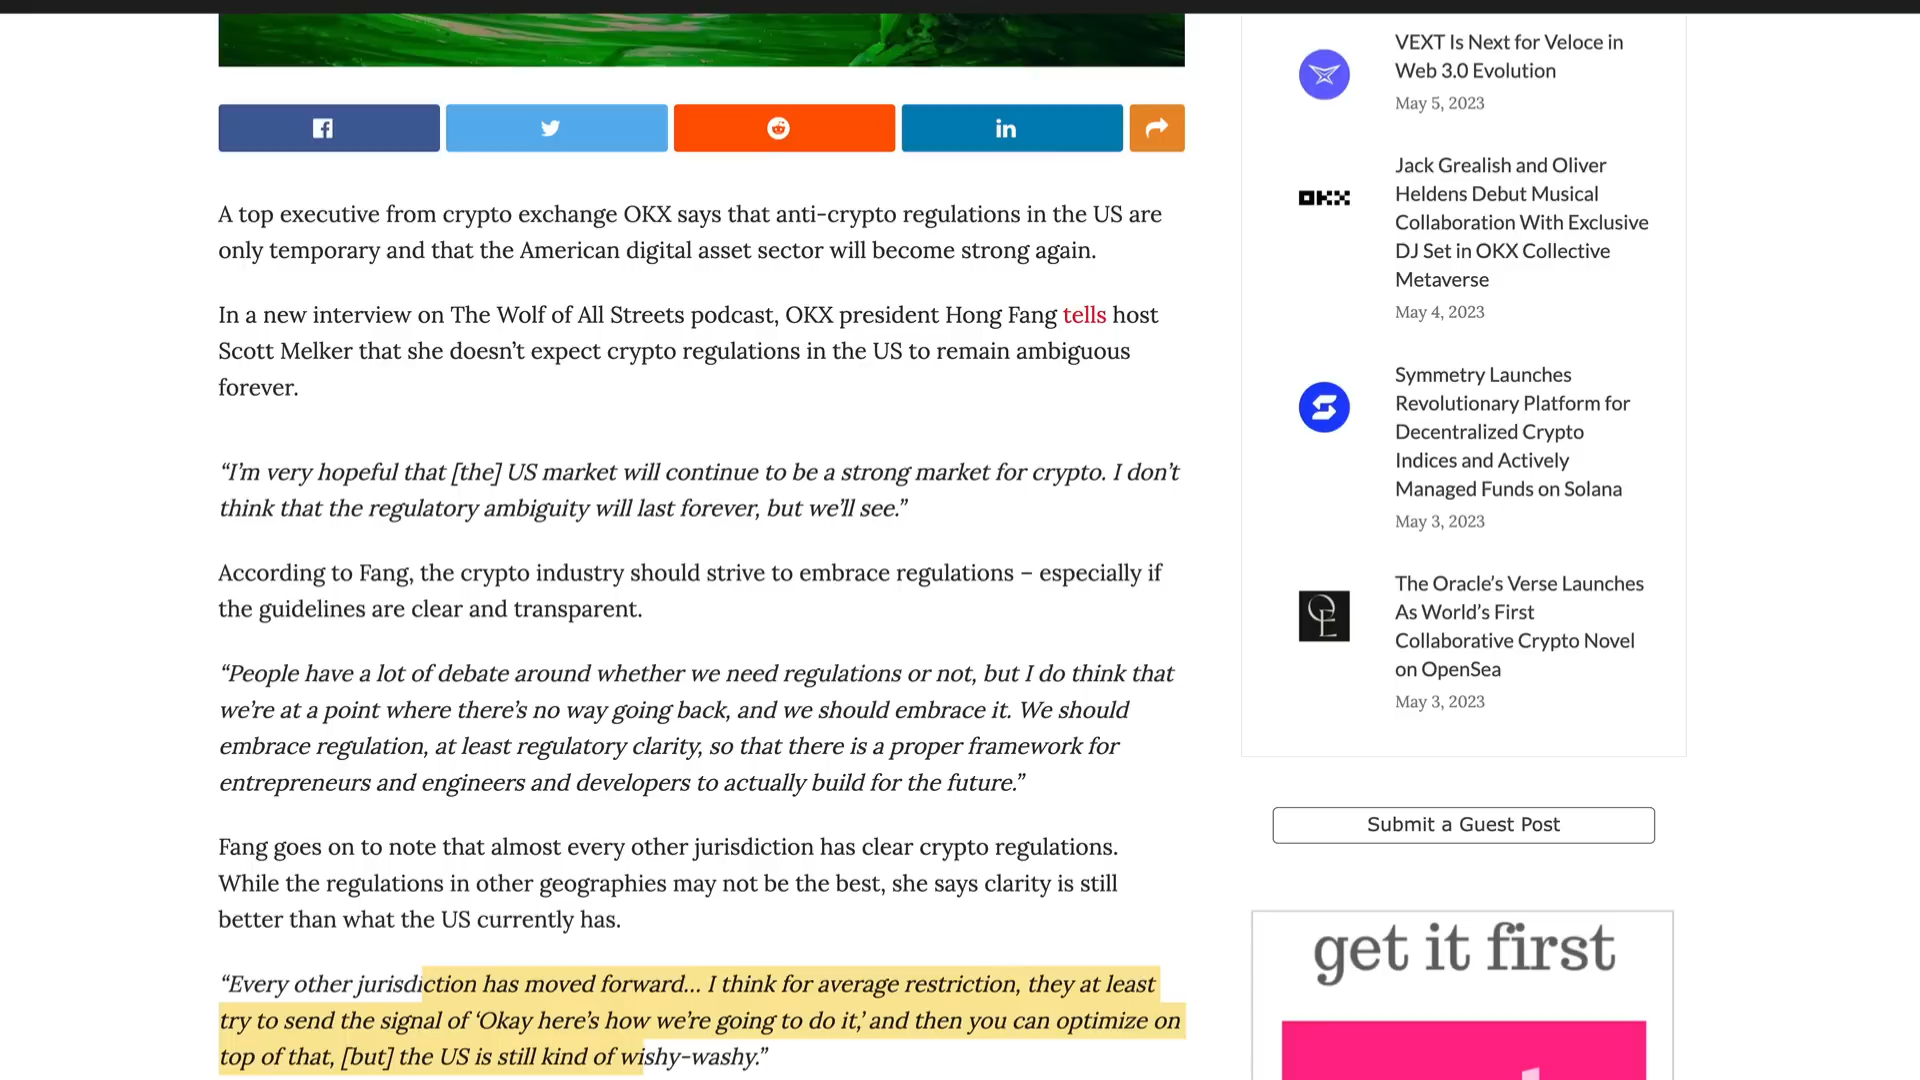 A top executive from crypto exchange OKX says that anti-crypto regulations in the US are
only temporary and that the American digital asset sector will become strong again.
In a new interview on The Wolf of All Streets podcast, OKX president Hong Fang tells host
Scott Melker that she doesn’t expect crypto regulations in the US to remain ambiguous
forever.
“I’m very hopeful that [the] US market will continue to be a strong market for crypto. I don’t
think that the regulatory ambiguity will last forever, but we’ll see.”
According to Fang, the crypto industry should strive to embrace regulations – especially if
the guidelines are clear and transparent.
“People have a lot of debate around whether we need regulations or not, but I do think that
we’re at a point where there’s no way going back, and we should embrace it. We should
embrace regulation, at least regulatory clarity, so that there is a proper framework for
entrepreneurs and engineers and developers to actually build for the future.”
Fang goes on to note that almost every other jurisdiction has clear crypto regulations.
While the regulations in other geographies may not be the best, she says clarity is still
better than what the US currently has.
“Every other jurisdiction has moved forward… I think for average restriction, they at least
try to send the signal of ‘Okay here’s how we’re going to do it,’ and then you can optimize on
top of that, [but] the US is still kind of wishy-washy.”
VEXT Is Next for Veloce in
Web 3.0 Evolution
May 5, 2023
OKX
Jack Grealish and Oliver
Heldens Debut Musical
Collaboration With Exclusive
DJ Set in OKX Collective
Metaverse
May 4, 2023
Symmetry Launches
Revolutionary Platform for
Decentralized Crypto
Indices and Actively
Managed Funds on Solana
May 3, 2023
The Oracle’s Verse Launches
As World’s First
Collaborative Crypto Novel
on OpenSea
May 3, 2023
Submit a Guest Post
get it first